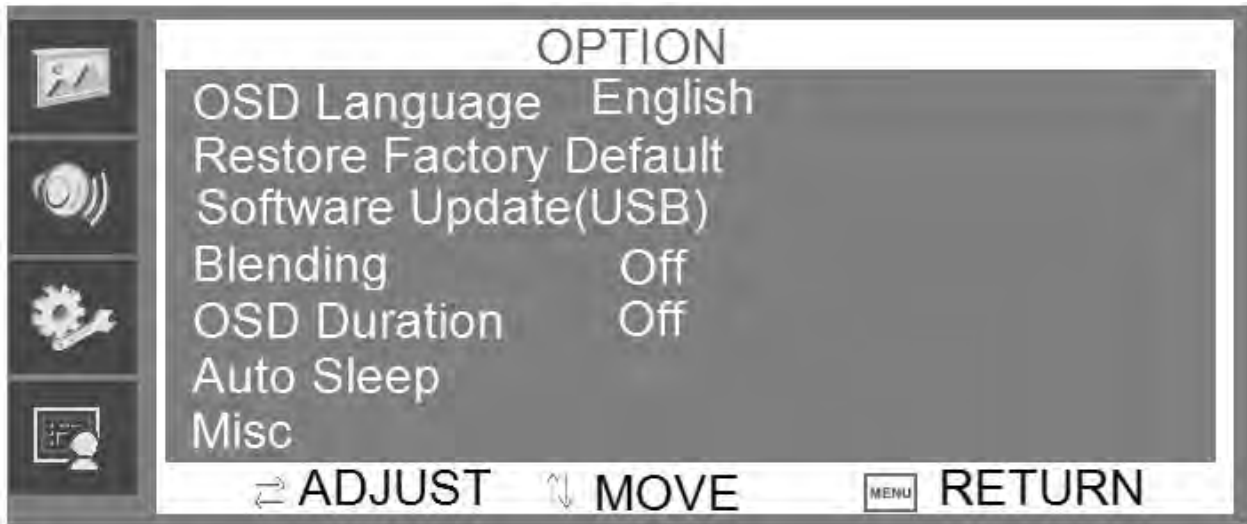 OPTION
OSD Language English
Restore Factory Default
Software Update(USB)
Blending Off
OSD Duration Off
Auto Sleep
Misc
ADJUST MOVE MENU RETURN